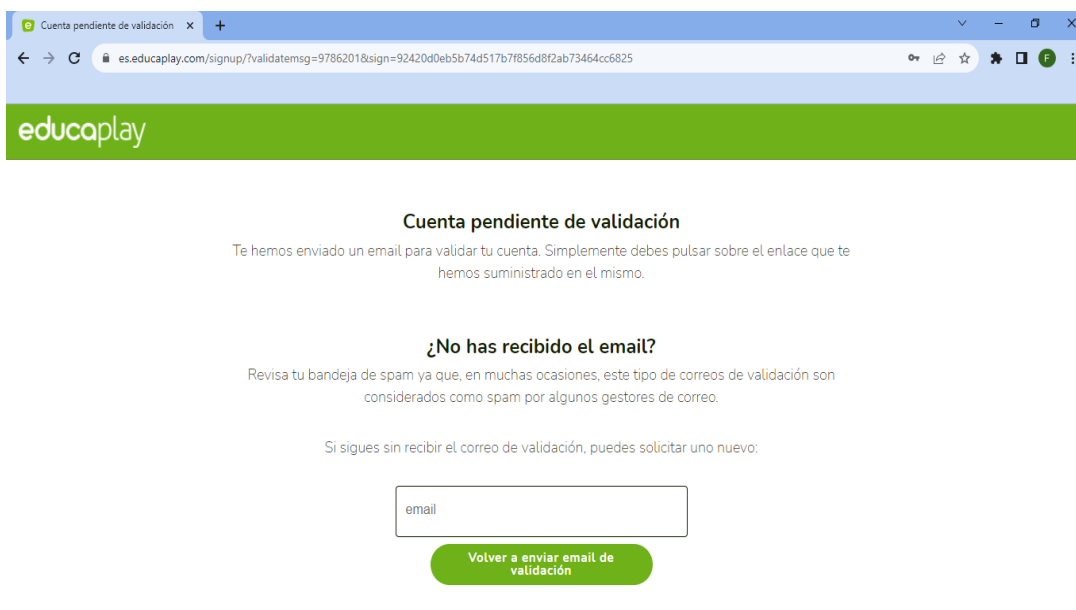 Cuenta pendiente de validación
es.educaplay.com/signup/?validatemsg=9786201&sign=92420d0eb5b74d517b7f856d8f2ab73464cc6825
F
educaplay
Cuenta pendiente de validación
Te hemos enviado un email para validar tu cuenta. Simplemente debes pulsar sobre el enlace que te
hemos suministrado en el mismo.
¿No has recibido el email?
Revisa tu bandeja de spam ya que, en muchas ocasiones, este tipo de correos de validación son
considerados como spam por algunos gestores de correo.
Si sigues sin recibir el correo de validación, puedes solicitar uno nuevo:
email
Volver a enviar email de
validación